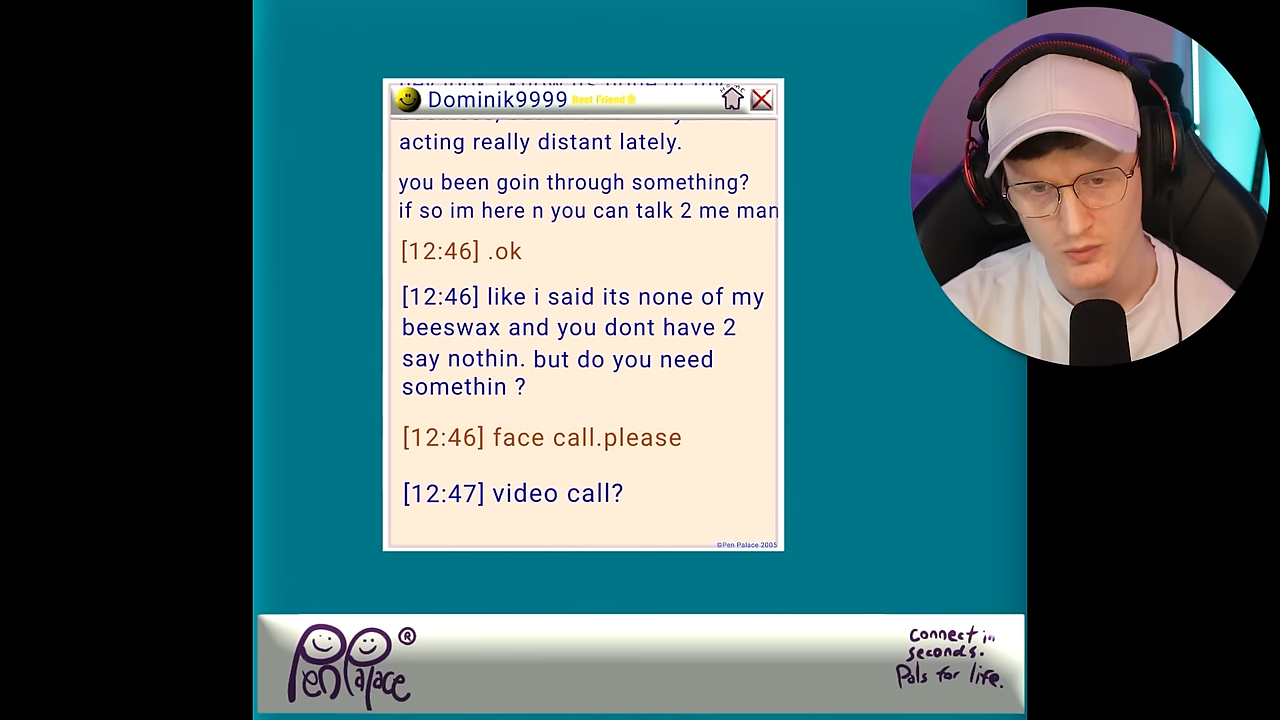 Dominik9999 Best Friend
HOME
acting really distant lately.
you been goin through something?
if so im here n you can talk 2 me man
[12:46] .ok
[12:46] like i said its none of my
beeswax and you dont have 2
say nothin. but do you need
somethin ?
[12:46] face call.please
[12:47] video call?
©Pen Palace 2005
Pen Palace ®
Connect in
seconds.
Pals for life.